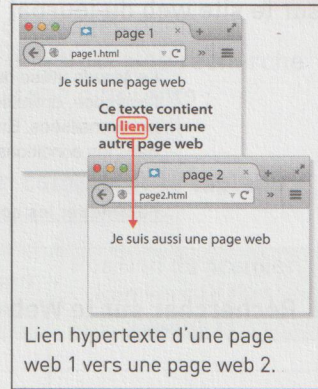 page 1
page1.html
Je suis une page web
Ce texte contient
un lien vers une
autre page web
page 2
page2.html
Je suis aussi une page web
Lien hypertexte d'une page
web 1 vers une page web 2.